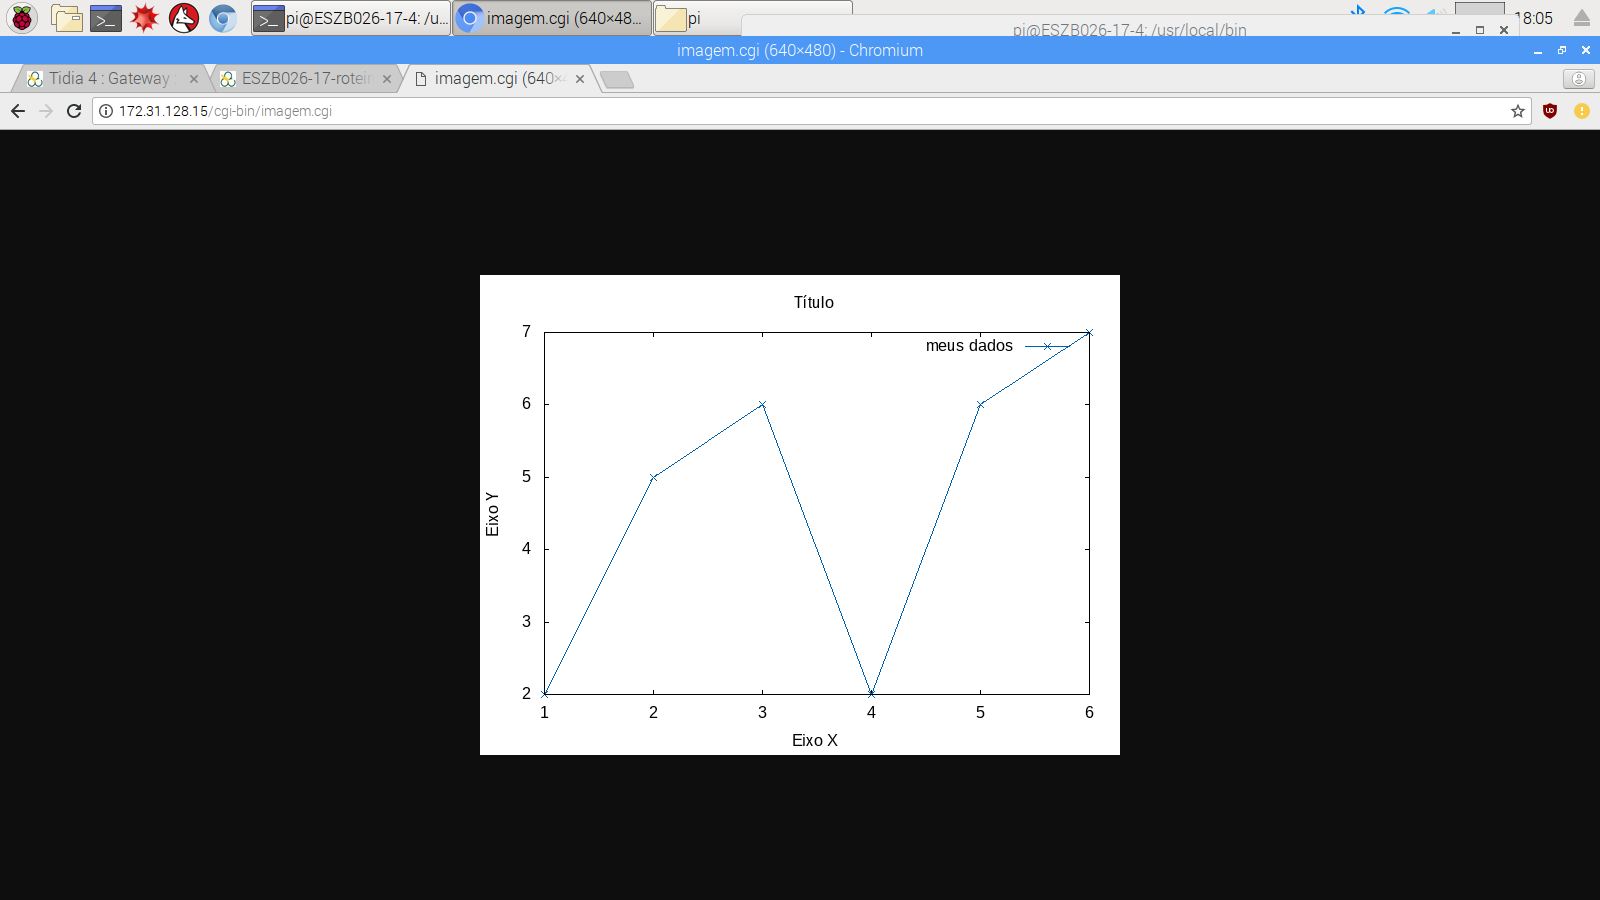 pi@ESZB026-17-4: /u...
imagem.cgi (640×48...
pi
pi@ESZB026-17-4: /usr/local/bin
18:05
imagem.cgi (640×480) - Chromium
Tidia 4 : Gateway
ESZB026-17-rotei
imagem.cgi (640×4
172.31.128.15/cgi-bin/imagem.cgi
Título
meus dados
7
6
5
4
3
2
Eixo Y
1 2 3 4 5 6
Eixo X